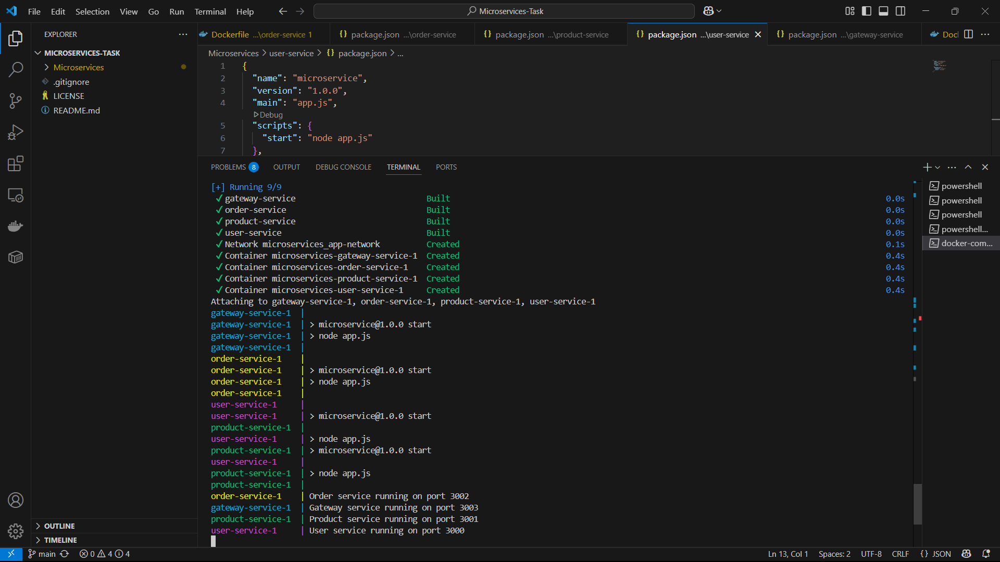 File Edit Selection View Go Run Terminal Help
Microservices-Task
EXPLORER
MICROSERVICES-TASK
Microservices
.gitignore
LICENSE
README.md
OUTLINE
TIMELINE
Dockerfile ...\order-service 1
package.json ...\order-service
package.json ...\product-service
package.json ...\user-service
package.json ...\gateway-service
Docl
Microservices > user-service > {} package.json > ...
1 {
2 "name": "microservice",
3 "version": "1.0.0",
4 "main": "app.js",
Debug
5 "scripts": {
6 "start": "node app.js"
7 },
PROBLEMS 8 OUTPUT DEBUG CONSOLE TERMINAL PORTS
[+] Running 9/9
✓ gateway-service Built 0.0s
✓ order-service Built 0.0s
✓ product-service Built 0.0s
✓ user-service Built 0.0s
✓ Network microservices_app-network Created 0.1s
✓ Container microservices-gateway-service-1 Created 0.4s
✓ Container microservices-order-service-1 Created 0.4s
✓ Container microservices-product-service-1 Created 0.4s
✓ Container microservices-user-service-1 Created 0.4s
Attaching to gateway-service-1, order-service-1, product-service-1, user-service-1
gateway-service-1 |
gateway-service-1 | > microservice@1.0.0 start
gateway-service-1 | > node app.js
gateway-service-1 |
order-service-1 |
order-service-1 | > microservice@1.0.0 start
order-service-1 | > node app.js
order-service-1 |
user-service-1 |
user-service-1 | > microservice@1.0.0 start
product-service-1 |
user-service-1 | > node app.js
product-service-1 | > microservice@1.0.0 start
user-service-1 |
product-service-1 | > node app.js
product-service-1 |
order-service-1 | Order service running on port 3002
gateway-service-1 | Gateway service running on port 3003
product-service-1 | Product service running on port 3001
user-service-1 | User service running on port 3000
powershell
powershell
powershell
powershell...
docker-com...
main 0 4 4
Ln 13, Col 1 Spaces: 2 UTF-8 CRLF {} JSON